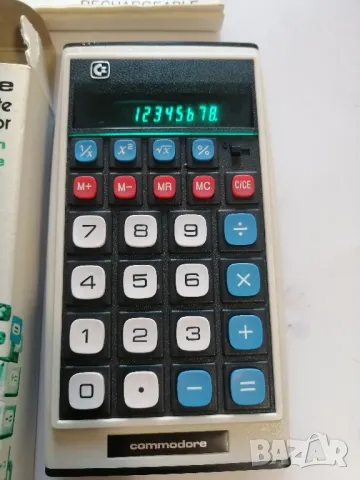 RECHARGEABLE
12345678.
1/x x² √x %
M+ M- MR MC C/CE
7 8 9 ÷
4 5 6 ×
1 2 3 +
0 • − =
commodore
BAZAR